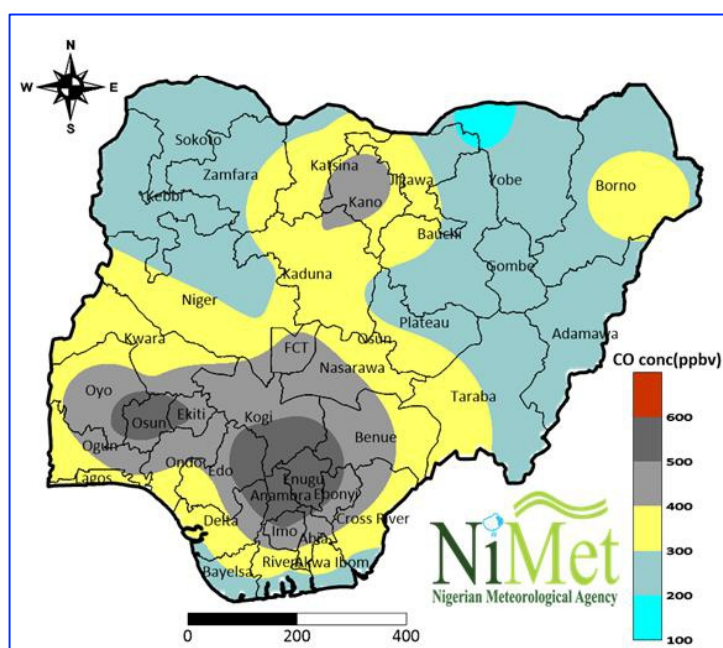 N
W E
S
Sokoto
Katsina
Zamfara
Jigawa
Yobe
Borno
Kebbi
Kano
Bauchi
Gombe
Kaduna
Niger
Plateau
Adamawa
Osun
Kwara
FCT
CO conc(ppbv)
Nasarawa
Oyo
Taraba
600
Ekiti
Kogi
Osun
Benue
500
Ogun
Ondo
Edo
Enugu
Lagos
Anambra
Ebonyi
400
Delta
Imo
Cross River
Abia
NiMet
300
Bayelsa
Rivers
Akwa Ibom
Nigerian Meteorological Agency
200
0 200 400
100